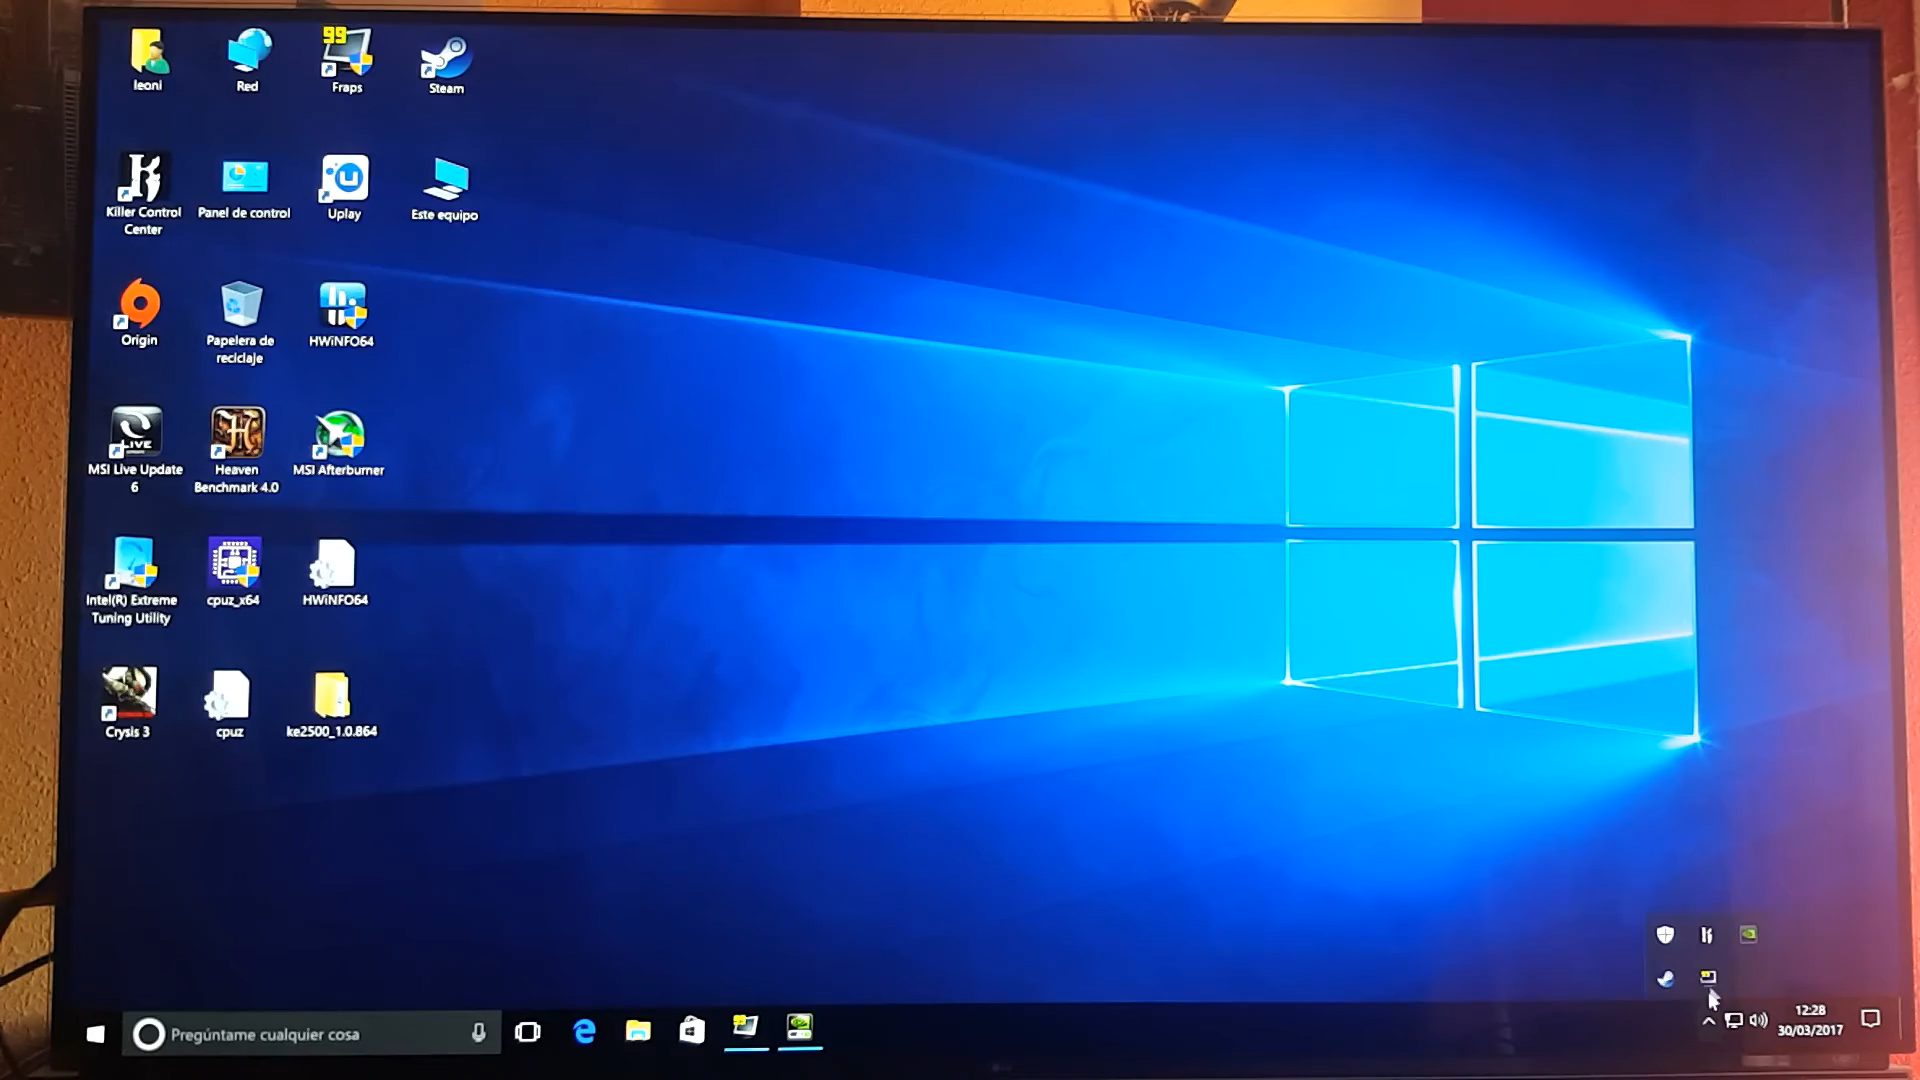 leoni
Red
99
Fraps
Steam
Killer Control
Center
Panel de control
Uplay
Este equipo
Origin
Papelera de
reciclaje
HWiNFO64
LIVE
MSI Live Update
6
Heaven
Benchmark 4.0
MSI Afterburner
Intel(R) Extreme
Tuning Utility
cpuz_x64
HWiNFO64
Crysis 3
cpuz
ke2500_1.0.864
Pregúntame cualquier cosa
12:28
30/03/2017